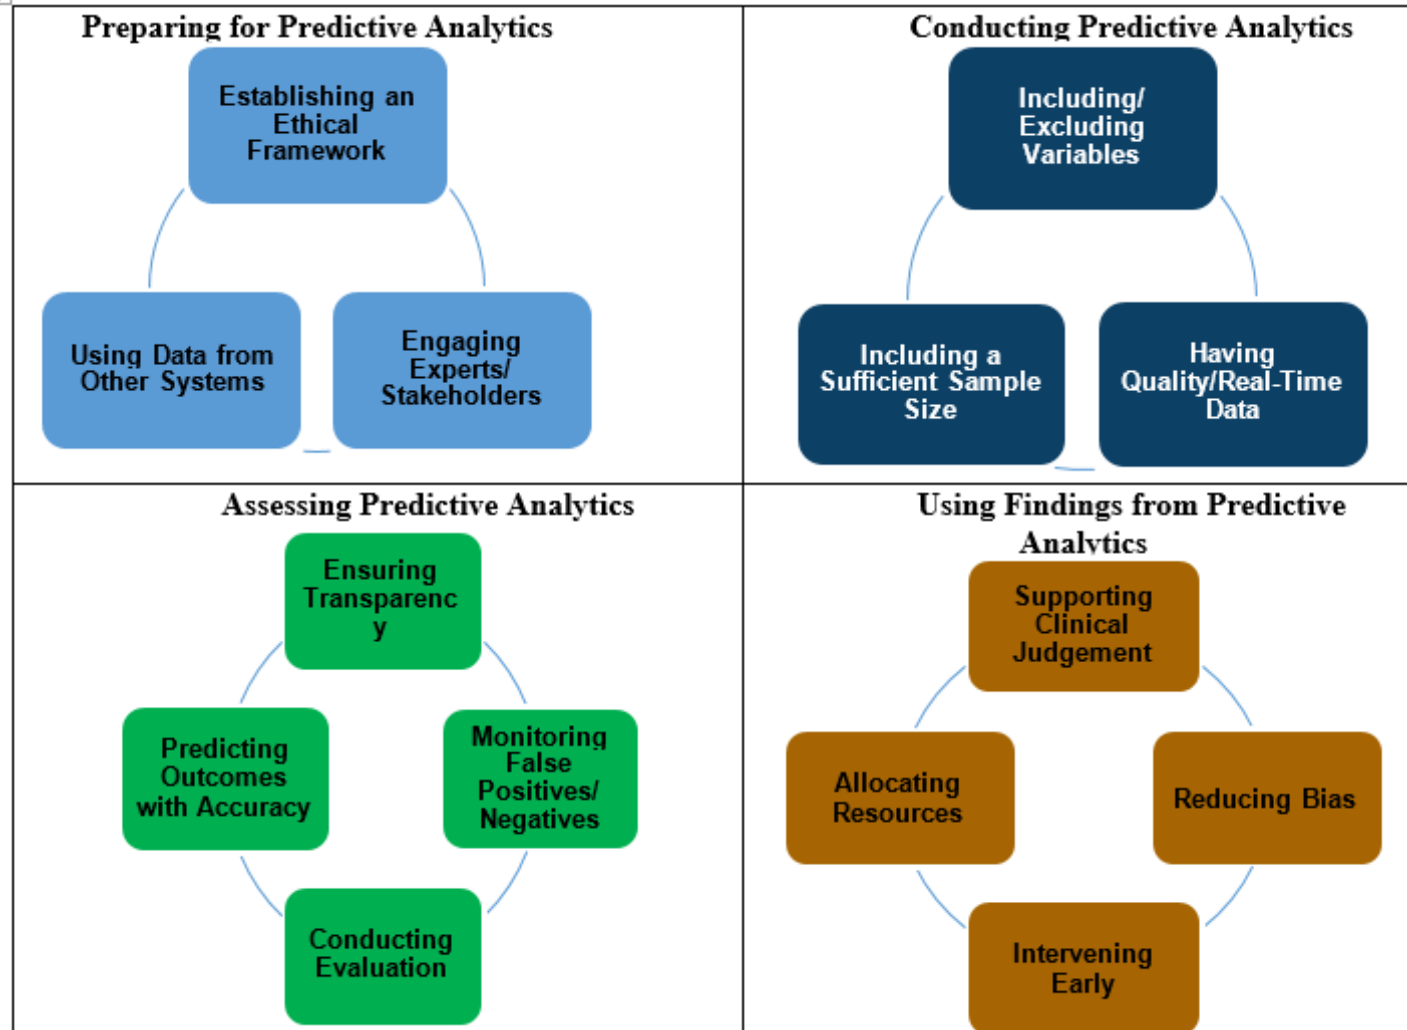 Preparing for Predictive Analytics
Establishing an
Ethical
Framework
Using Data from
Other Systems
Engaging
Experts/
Stakeholders
Conducting Predictive Analytics
Including/
Excluding
Variables
Including a
Sufficient Sample
Size
Having
Quality/Real-Time
Data
Assessing Predictive Analytics
Ensuring
Transparenc
y
Predicting
Outcomes
with Accuracy
Monitoring
False
Positives/
Negatives
Conducting
Evaluation
Using Findings from Predictive
Analytics
Supporting
Clinical
Judgement
Allocating
Resources
Reducing Bias
Intervening
Early